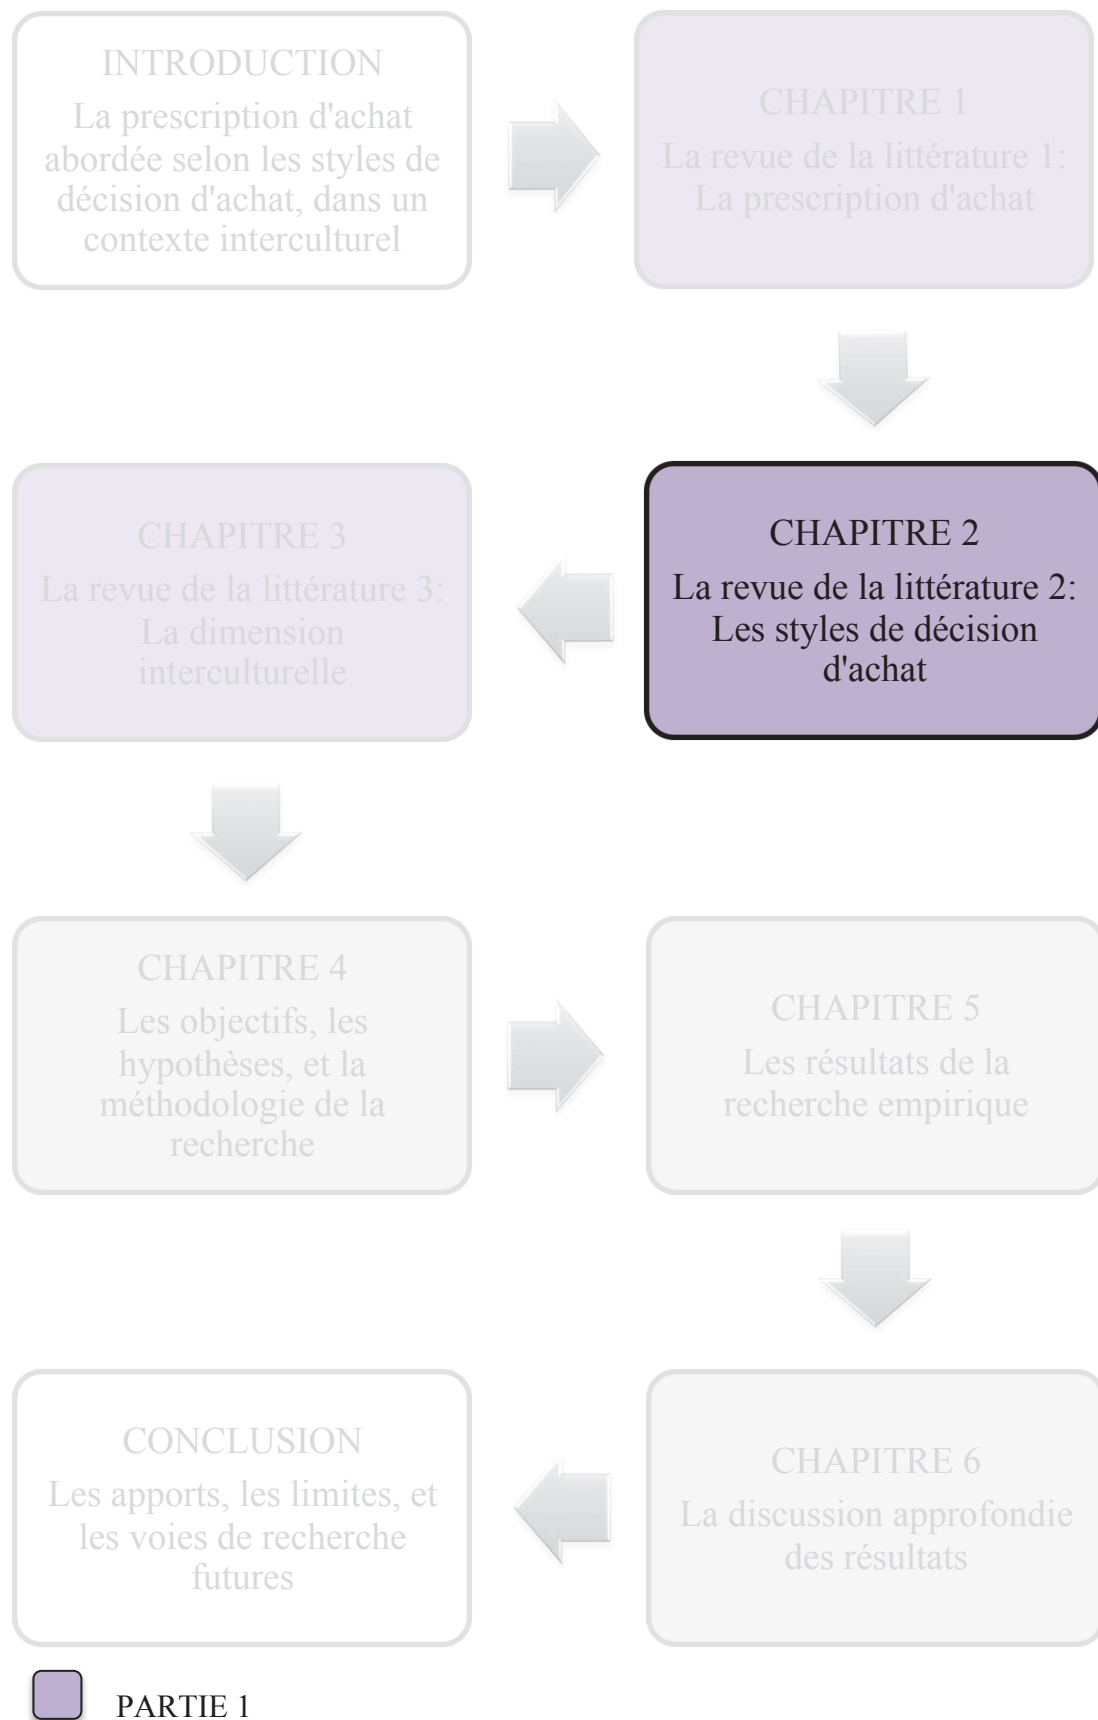 INTRODUCTION
La prescription d'achat
abordée selon les styles de
décision d'achat, dans un
contexte interculturel
CHAPITRE 1
La revue de la littérature 1:
La prescription d'achat
CHAPITRE 2
La revue de la littérature 2:
Les styles de décision
d'achat
CHAPITRE 3
La revue de la littérature 3:
La dimension
interculturelle
CHAPITRE 4
Les objectifs, les
hypothèses, et la
méthodologie de la
recherche
CHAPITRE 5
Les résultats de la
recherche empirique
CHAPITRE 6
La discussion approfondie
des résultats
CONCLUSION
Les apports, les limites, et
les voies de recherche
futures
PARTIE 1